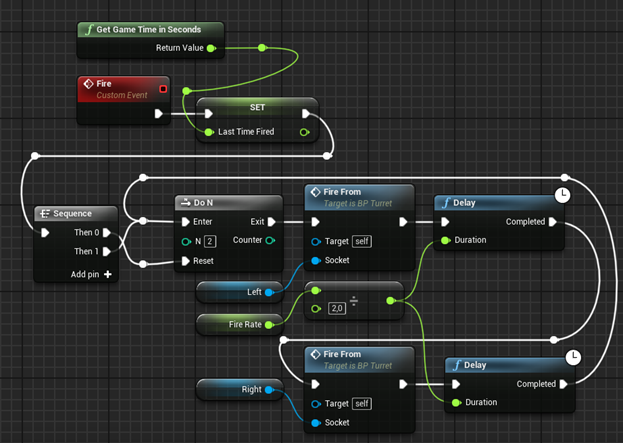 Get Game Time in Seconds
Return Value
Fire
Custom Event
SET
Last Time Fired
Sequence
Then 0
Then 1
Add pin
Do N
Enter
Exit
N 2
Counter
Reset
Fire From
Target is BP Turret
Target self
Socket
Delay
Completed
Duration
Left
2,0
÷
Fire Rate
Fire From
Target is BP Turret
Target self
Socket
Delay
Completed
Duration
Right